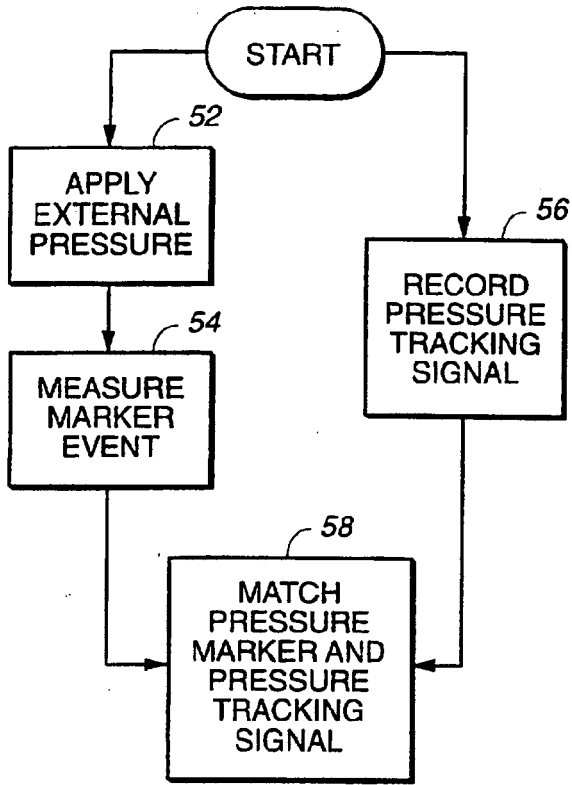 START
52
APPLY
EXTERNAL
PRESSURE
54
MEASURE
MARKER
EVENT
56
RECORD
PRESSURE
TRACKING
SIGNAL
58
MATCH
PRESSURE
MARKER AND
PRESSURE
TRACKING
SIGNAL